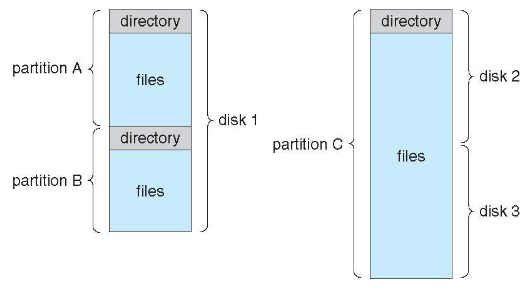 directory
partition A
files
disk 1
directory
partition B
files
directory
disk 2
partition C
files
disk 3